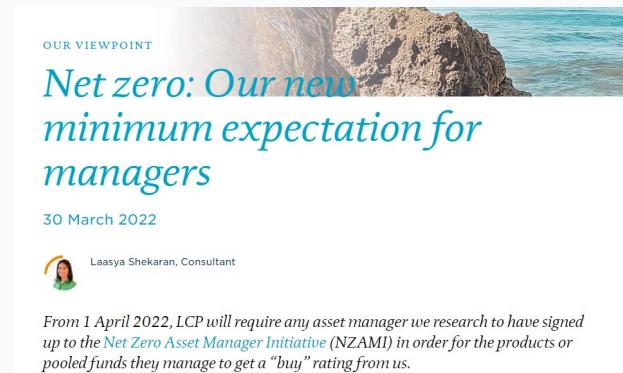 OUR VIEWPOINT
Net zero: Our new
minimum expectation for
managers
30 March 2022
Laasya Shekaran, Consultant
From 1 April 2022, LCP will require any asset manager we research to have signed
up to the Net Zero Asset Manager Initiative (NZAMI) in order for the products or
pooled funds they manage to get a “buy” rating from us.